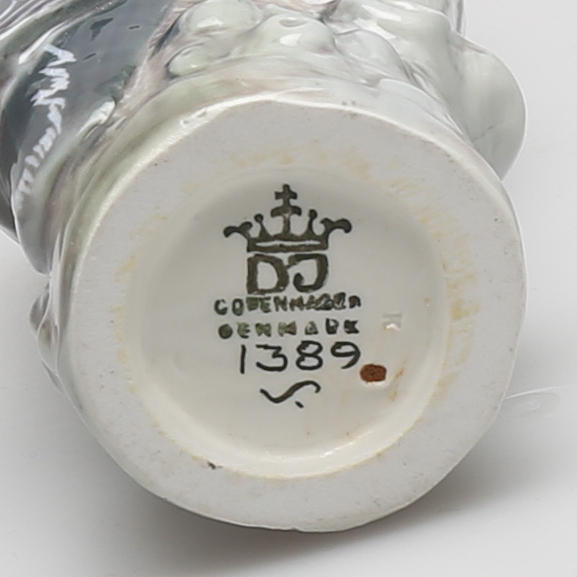 DJ
COPENHAGEN
DENMARK
1389